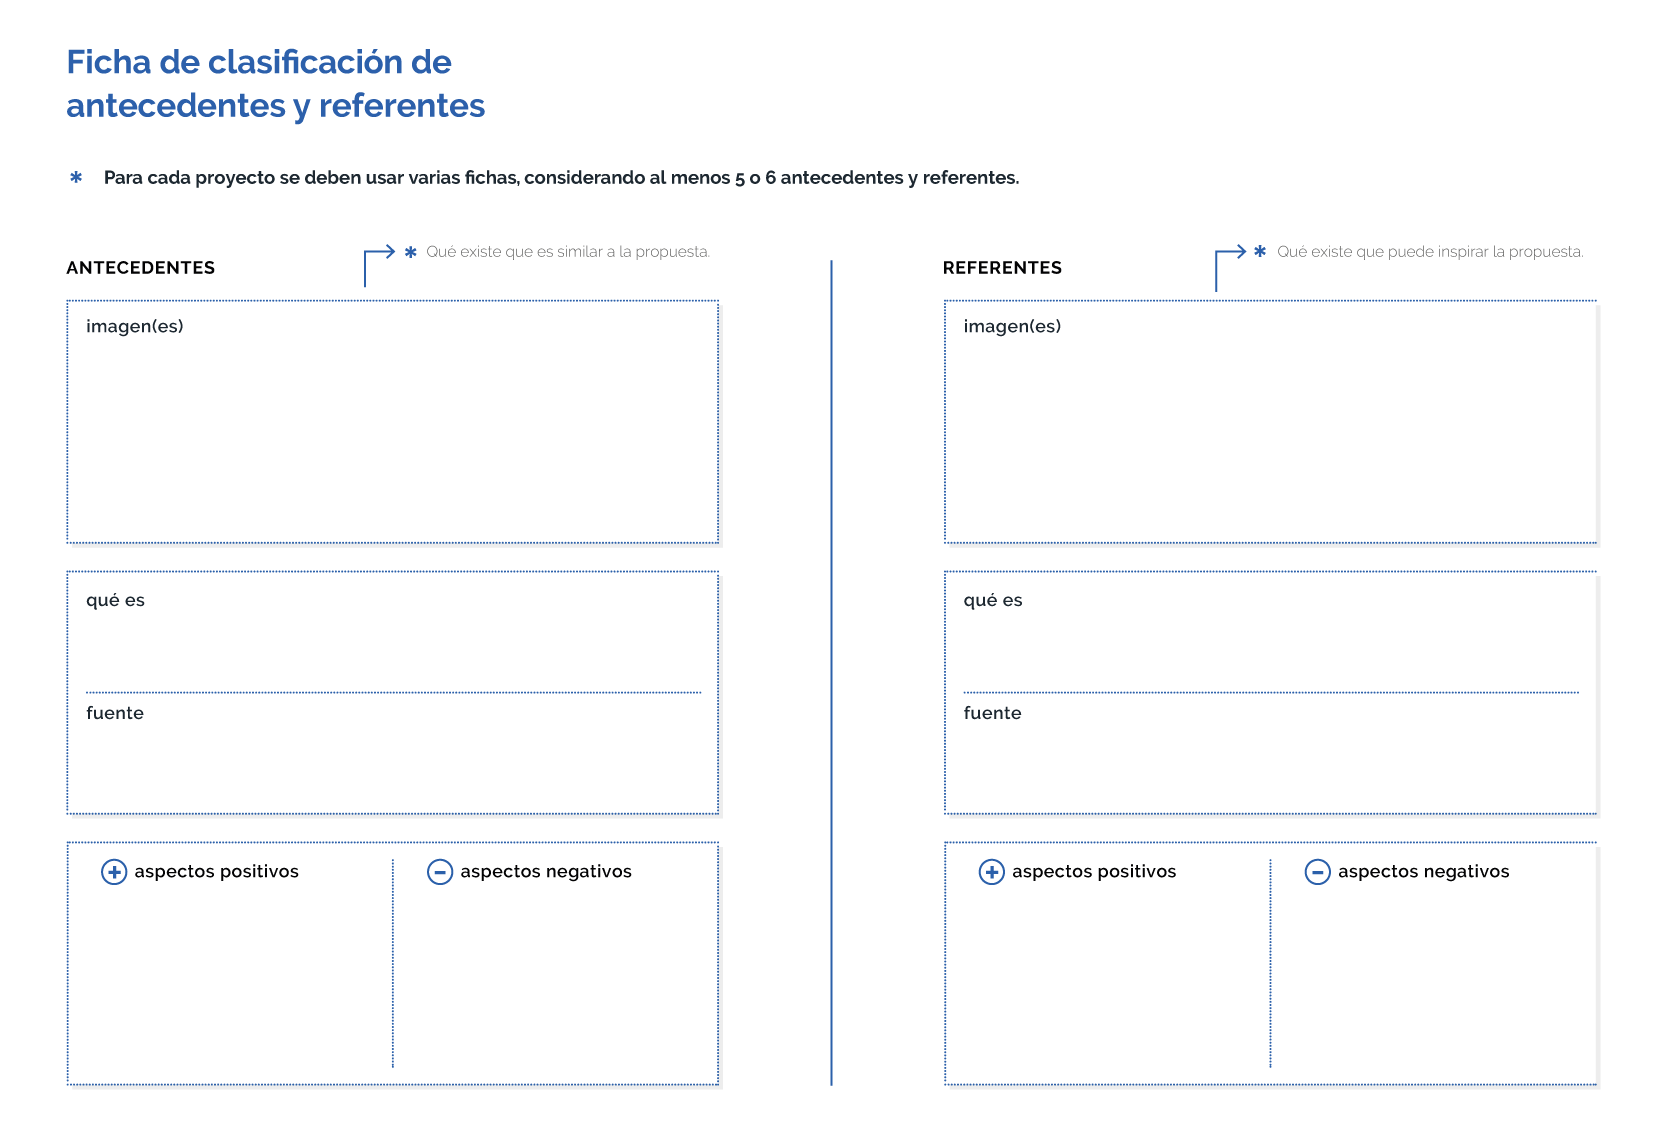 Ficha de clasificación de
antecedentes y referentes
* Para cada proyecto se deben usar varias fichas, considerando al menos 5 o 6 antecedentes y referentes.
ANTECEDENTES
* Qué existe que es similar a la propuesta.
imagen(es)
qué es
fuente
+ aspectos positivos
- aspectos negativos
REFERENTES
* Qué existe que puede inspirar la propuesta.
imagen(es)
qué es
fuente
+ aspectos positivos
- aspectos negativos